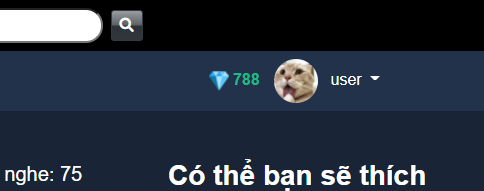 788 user
nghe: 75
Có thể bạn sẽ thích